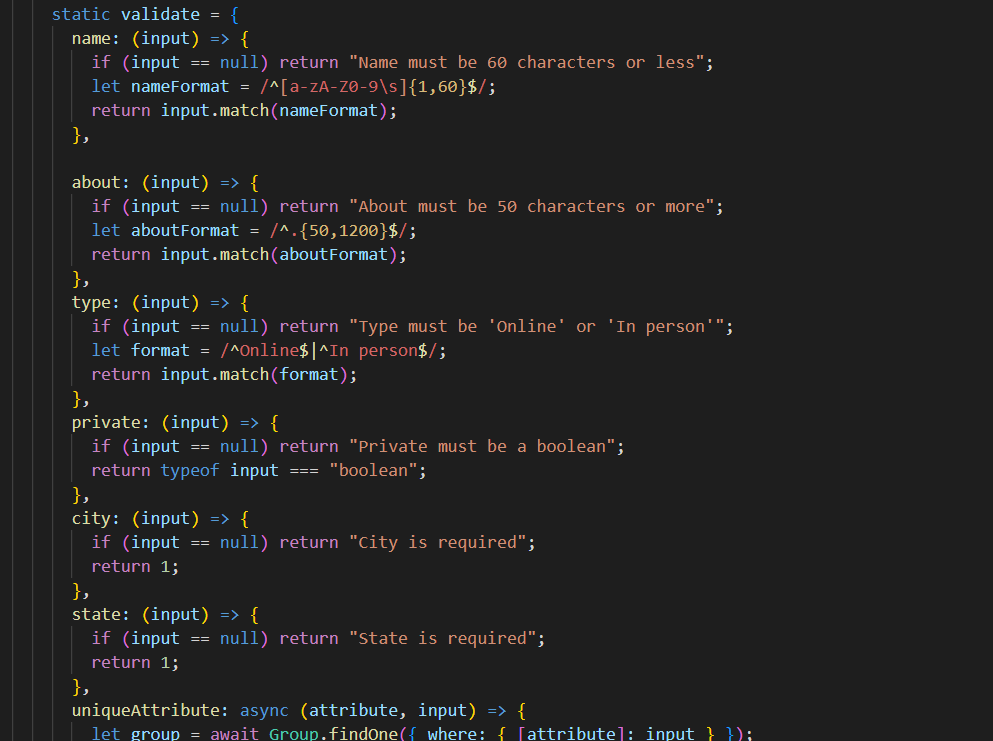 static validate = {
name: (input) => {
if (input == null) return "Name must be 60 characters or less";
let nameFormat = /^[a-zA-Z0-9\s]{1,60}$/;
return input.match(nameFormat);
},
about: (input) => {
if (input == null) return "About must be 50 characters or more";
let aboutFormat = /^.{50,1200}$/;
return input.match(aboutFormat);
},
type: (input) => {
if (input == null) return "Type must be 'Online' or 'In person'";
let format = /^Online$|^In person$/;
return input.match(format);
},
private: (input) => {
if (input == null) return "Private must be a boolean";
return typeof input === "boolean";
},
city: (input) => {
if (input == null) return "City is required";
return 1;
},
state: (input) => {
if (input == null) return "State is required";
return 1;
},
uniqueAttribute: async (attribute, input) => {
let group = await Group.findOne({ where: { [attribute]: input } });